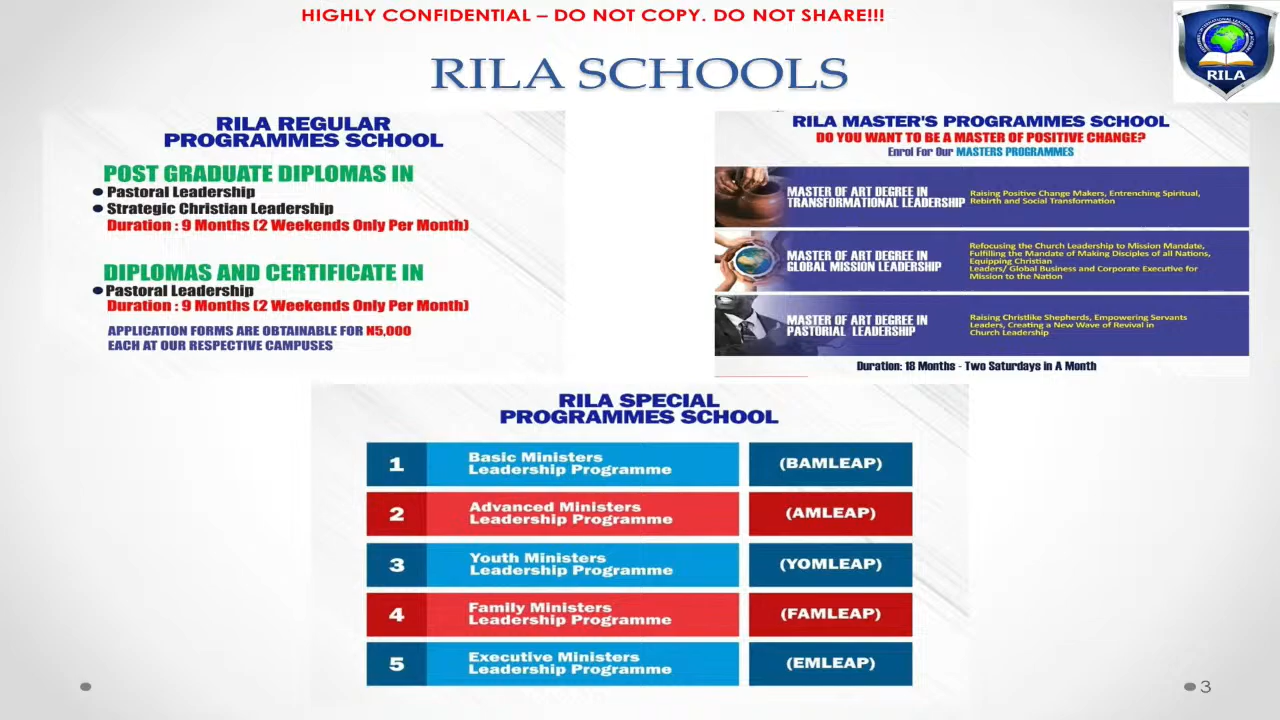 HIGHLY CONFIDENTIAL – DO NOT COPY. DO NOT SHARE!!!
RILA SCHOOLS
RILA
RILA REGULAR
PROGRAMMES SCHOOL
POST GRADUATE DIPLOMAS IN
● Pastoral Leadership
● Strategic Christian Leadership
Duration : 9 Months (2 Weekends Only Per Month)
DIPLOMAS AND CERTIFICATE IN
● Pastoral Leadership
Duration : 9 Months (2 Weekends Only Per Month)
APPLICATION FORMS ARE OBTAINABLE FOR N5,000
EACH AT OUR RESPECTIVE CAMPUSES
RILA MASTER'S PROGRAMMES SCHOOL
DO YOU WANT TO BE A MASTER OF POSITIVE CHANGE?
Enrol For Our MASTERS PROGRAMMES
MASTER OF ART DEGREE IN
TRANSFORMATIONAL LEADERSHIP
Raising Positive Change Makers, Entrenching Spiritual,
Rebirth and Social Transformation
MASTER OF ART DEGREE IN
GLOBAL MISSION LEADERSHIP
Refocusing the Church Leadership to Mission Mandate,
Fulfilling the Mandate of Making Disciples of all Nations,
Equipping Christian
Leaders/ Global Business and Corporate Executive for
Mission to the Nation
MASTER OF ART DEGREE IN
PASTORIAL LEADERSHIP
Raising Christlike Shepherds, Empowering Servants
Leaders, Creating a New Wave of Revival in
Church Leadership
Duration: 18 Months - Two Saturdays in A Month
RILA SPECIAL
PROGRAMMES SCHOOL
1 Basic Ministers
Leadership Programme
(BAMLEAP)
2 Advanced Ministers
Leadership Programme
(AMLEAP)
3 Youth Ministers
Leadership Programme
(YOMLEAP)
4 Family Ministers
Leadership Programme
(FAMLEAP)
5 Executive Ministers
Leadership Programme
(EMLEAP)
3